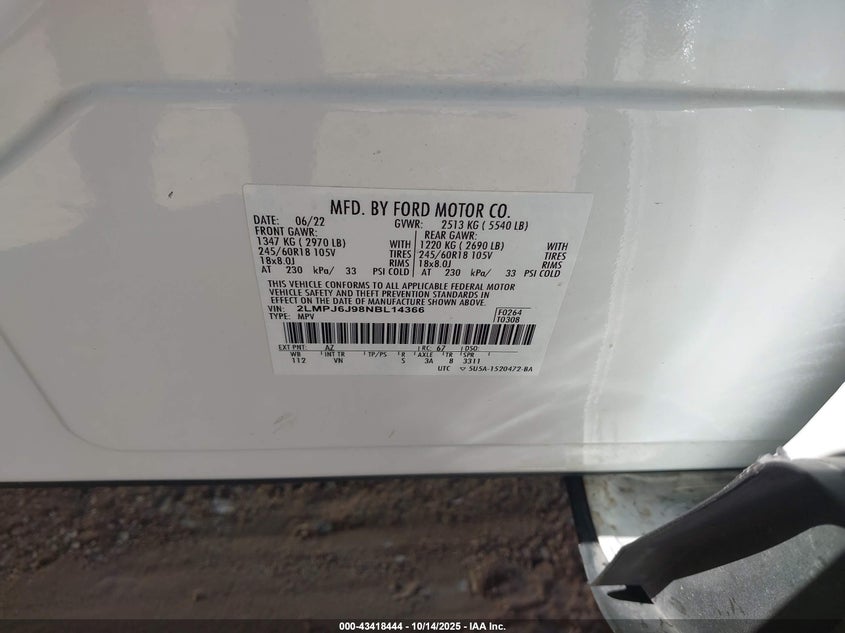 MFD. BY FORD MOTOR CO.
DATE: 06/22 GVWR: 2513 KG ( 5540 LB)
FRONT GAWR: REAR GAWR:
1347 KG ( 2970 LB) WITH 1220 KG ( 2690 LB) WITH
245/60R18 105V TIRES 245/60R18 105V TIRES
18x8.0J RIMS 18x8.0J RIMS
AT 230 kPa/ 33 PSI COLD AT 230 kPa/ 33 PSI COLD
THIS VEHICLE CONFORMS TO ALL APPLICABLE FEDERAL MOTOR
VEHICLE SAFETY AND THEFT PREVENTION STANDARDS IN
EFFECT ON THE DATE OF MANUFACTURE SHOWN ABOVE.
VIN: 2LMPJ6J98NBL14366 F0264
TYPE: MPV T0308
EXT PNT: AZ RC: 67 DSO:
WB INT TR TP/PS R AXLE TR SPR
112 VN S 3A 8 3311
UTC ▽ 5U5A-1520472-BA
000-43418444 - 10/14/2025 - IAA Inc.